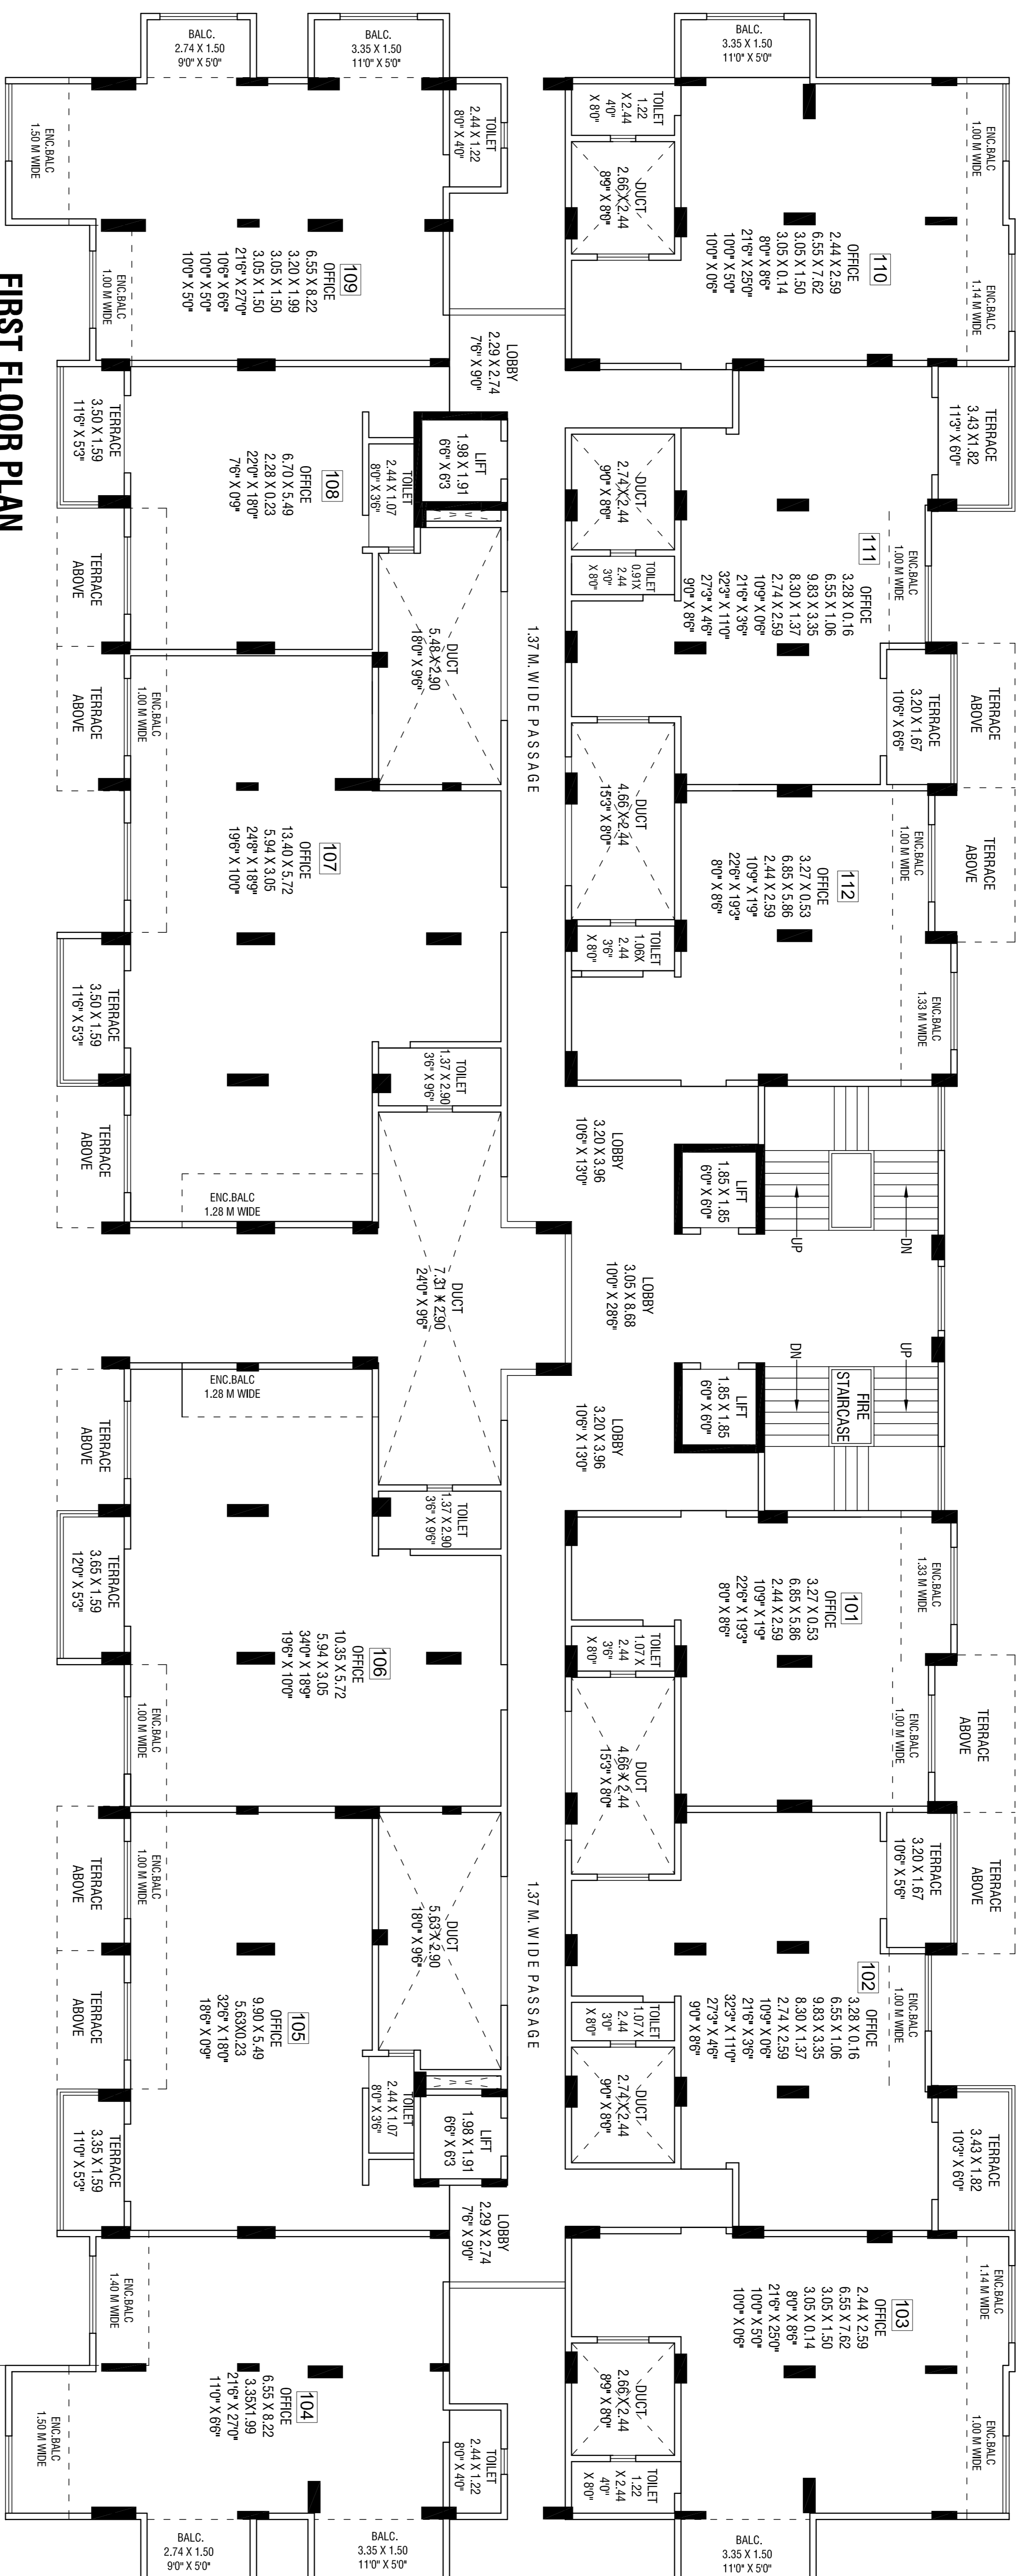 FIRST FLOOR PLAN
BALC.
2.74 X 1.50
9'0" X 5'0"
BALC.
3.35 X 1.50
11'0" X 5'0"
BALC.
3.35 X 1.50
11'0" X 5'0"
ENC.BALC
1.50 M WIDE
TOILET
2.44 X 1.22
8'0" X 4'0"
TOILET
1.22
X 2.44
4'0"
X 8'0"
ENC.BALC
1.00 M WIDE
DUCT
2.66 X 2.44
8'9" X 8'0"
109
OFFICE
6.55 X 8.22
3.20 X 1.99
3.05 X 1.50
3.05 X 1.50
21'6" X 27'0"
10'6" X 6'6"
10'0" X 5'0"
10'0" X 5'0"
ENC.BALC
1.00 M WIDE
110
OFFICE
2.44 X 2.59
6.55 X 7.62
3.05 X 1.50
3.05 X 0.14
8'0" X 8'6"
21'6" X 25'0"
10'0" X 5'0"
10'0" X 0'6"
ENC.BALC
1.14 M WIDE
LOBBY
2.29 X 2.74
7'6" X 9'0"
TERRACE
3.50 X 1.59
11'6" X 5'3"
108
OFFICE
6.70 X 5.49
2.28 X 0.23
22'0" X 18'0"
7'6" X 0'9"
TOILET
2.44 X 1.07
8'0" X 3'6"
LIFT
1.98 X 1.91
6'6" X 6'3
DUCT
2.74 X 2.44
9'0" X 8'0"
TERRACE
3.43 X1.82
11'3" X 6'0"
TERRACE
ABOVE
DUCT
5.48 X 2.90
18'0" X 9'6"
TOILET
0.91X
2.44
3'0"
X 8'0"
111
OFFICE
3.28 X 0.16
6.55 X 1.06
9.83 X 3.35
8.30 X 1.37
2.74 X 2.59
10'9" X 0'6"
21'6" X 3'6"
32'3" X 11'0"
27'3" X 4'6"
9'0" X 8'6"
ENC.BALC
1.00 M WIDE
1.37 M. WIDE PASSAGE
TERRACE
ABOVE
ENC.BALC
1.00 M WIDE
TERRACE
3.20 X 1.67
10'6" X 6'6"
TERRACE
ABOVE
107
OFFICE
13.40 X 5.72
5.94 X 3.05
24'8" X 18'9"
19'6" X 10'0"
DUCT
4.66 X 2.44
15'3" X 8'0"
112
OFFICE
3.27 X 0.53
6.85 X 5.86
2.44 X 2.59
10'9" X 1'9"
22'6" X 19'3"
8'0" X 8'6"
ENC.BALC
1.00 M WIDE
TERRACE
ABOVE
TERRACE
3.50 X 1.59
11'6" X 5'3"
TOILET
1.06X
2.44
3'6"
X 8'0"
ENC.BALC
1.33 M WIDE
TOILET
1.37 X 2.90
3'6" X 9'6"
TERRACE
ABOVE
ENC.BALC
1.28 M WIDE
LOBBY
3.20 X 3.96
10'6" X 13'0"
LIFT
1.85 X 1.85
6'0" X 6'0"
UP
DN
DUCT
7.31 X 2.90
24'0" X 9'6"
LOBBY
3.05 X 8.68
10'0" X 28'6"
ENC.BALC
1.28 M WIDE
LOBBY
3.20 X 3.96
10'6" X 13'0"
LIFT
1.85 X 1.85
6'0" X 6'0"
DN
UP
FIRE
STAIRCASE
TERRACE
ABOVE
TOILET
1.37 X 2.90
3'6" X 9'6"
TERRACE
3.65 X 1.59
12'0" X 5'3"
106
OFFICE
10.35 X 5.72
5.94 X 3.05
34'0" X 18'9"
19'6" X 10'0"
TOILET
1.07 X
2.44
3'6"
X 8'0"
101
OFFICE
3.27 X 0.53
6.85 X 5.86
2.44 X 2.59
10'9" X 1'9"
22'6" X 19'3"
8'0" X 8'6"
ENC.BALC
1.33 M WIDE
ENC.BALC
1.00 M WIDE
DUCT
4.66 X 2.44
15'3" X 8'0"
ENC.BALC
1.00 M WIDE
TERRACE
ABOVE
TERRACE
ABOVE
ENC.BALC
1.00 M WIDE
DUCT
5.63 X 2.90
18'0" X 9'6"
1.37 M. WIDE PASSAGE
TERRACE
3.20 X 1.67
10'6" X 5'6"
TERRACE
ABOVE
TERRACE
ABOVE
105
OFFICE
9.90 X 5.49
5.63X0.23
32'6" X 18'0"
18'6" X 0'9"
TOILET
1.07 X
2.44
3'0"
X 8'0"
102
OFFICE
3.28 X 0.16
6.55 X 1.06
9.83 X 3.35
8.30 X 1.37
2.74 X 2.59
10'9" X 0'6"
21'6" X 3'6"
32'3" X 11'0"
27'3" X 4'6"
9'0" X 8'6"
ENC.BALC
1.00 M WIDE
TERRACE
3.35 X 1.59
11'0" X 5'3"
TOILET
2.44 X 1.07
8'0" X 3'6"
LIFT
1.98 X 1.91
6'6" X 6'3
DUCT
2.74 X 2.44
9'0" X 8'0"
TERRACE
3.43 X 1.82
10'3" X 6'0"
LOBBY
2.29 X 2.74
7'6" X 9'0"
ENC.BALC
1.40 M WIDE
104
OFFICE
6.55 X 8.22
3.35X1.99
21'6" X 27'0"
11'0" X 6'6"
103
OFFICE
2.44 X 2.59
6.55 X 7.62
3.05 X 1.50
3.05 X 0.14
8'0" X 8'6"
21'6" X 25'0"
10'0" X 5'0"
10'0" X 0'6"
ENC.BALC
1.14 M WIDE
DUCT
2.66 X 2.44
8'9" X 8'0"
ENC.BALC
1.50 M WIDE
TOILET
2.44 X 1.22
8'0" X 4'0"
TOILET
1.22
X 2.44
4'0"
X 8'0"
ENC.BALC
1.00 M WIDE
BALC.
2.74 X 1.50
9'0" X 5'0"
BALC.
3.35 X 1.50
11'0" X 5'0"
BALC.
3.35 X 1.50
11'0" X 5'0"